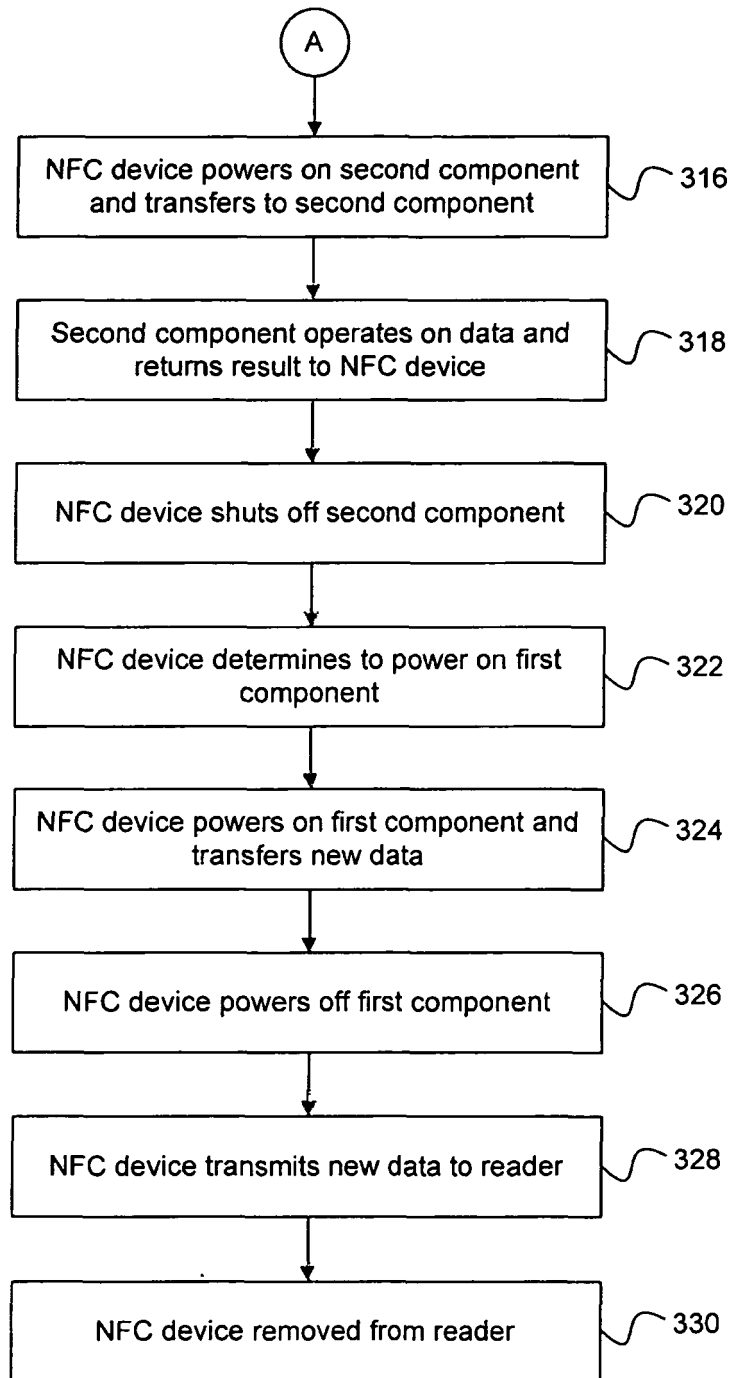 A
NFC device powers on second component
and transfers to second component
316
Second component operates on data and
returns result to NFC device
318
NFC device shuts off second component
320
NFC device determines to power on first
component
322
NFC device powers on first component and
transfers new data
324
NFC device powers off first component
326
NFC device transmits new data to reader
328
NFC device removed from reader
330